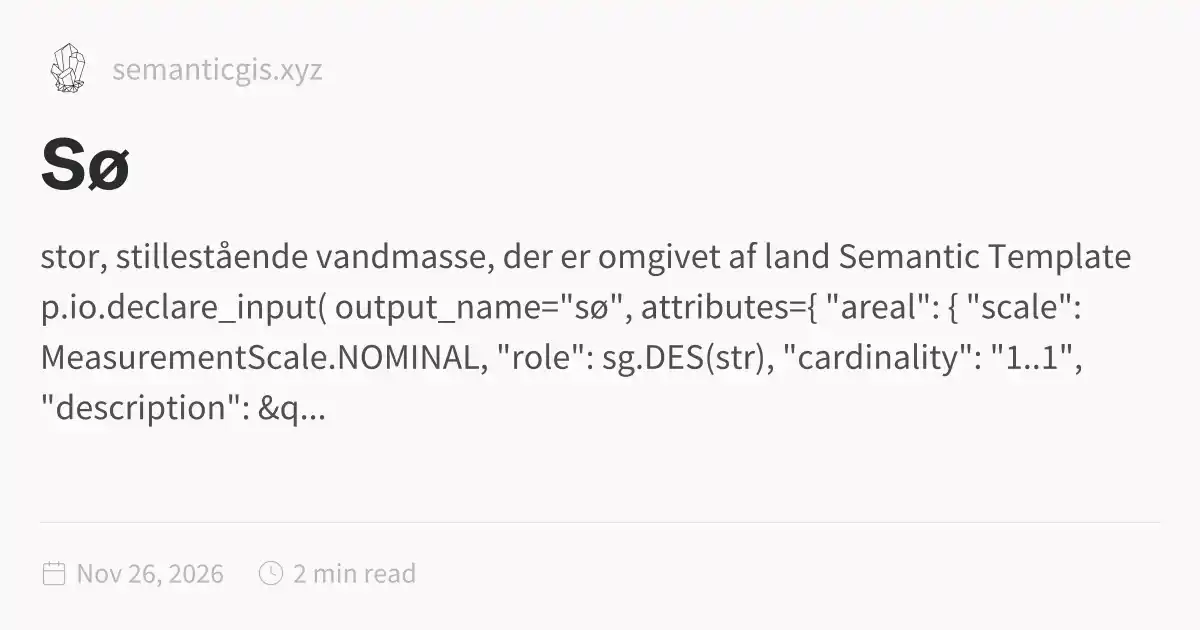 semanticgis.xyz
Sø
stor, stillestående vandmasse, der er omgivet af land Semantic Template
p.io.declare_input( output_name="sø", attributes={ "areal": { "scale":
MeasurementScale.NOMINAL, "role": sg.DES(str), "cardinality": "1..1",
"description": &q...
Nov 26, 2026 2 min read